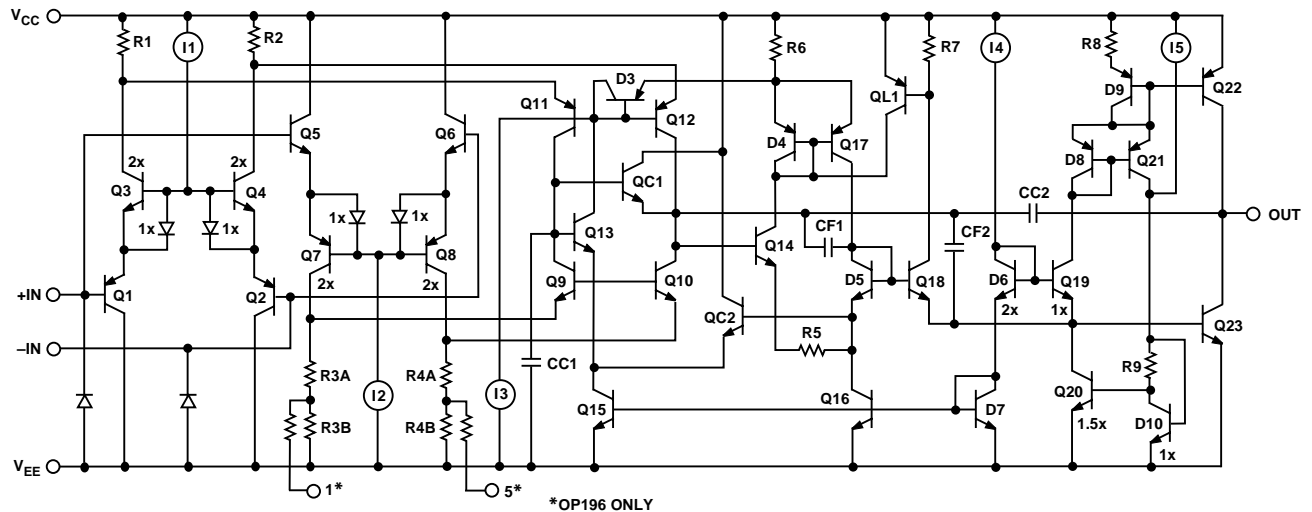 VCC
R1
I1
R2
R6
R7
I4
R8
I5
D3
QL1
D9
Q22
Q11
Q12
Q5
Q6
D4
Q17
D8
Q21
2x
2x
Q3
Q4
QC1
CC2
1x
1x
1x
1x
OUT
CF1
CF2
Q13
Q14
Q7
Q8
D5
Q18
D6
Q19
2x
2x
Q9
Q10
+IN
Q1
Q2
QC2
2x
1x
Q23
–IN
R5
R3A
R4A
CC1
R9
I2
I3
Q20
R3B
R4B
Q15
Q16
D7
D10
1.5x
1x
VEE
1*
5*
*OP196 ONLY